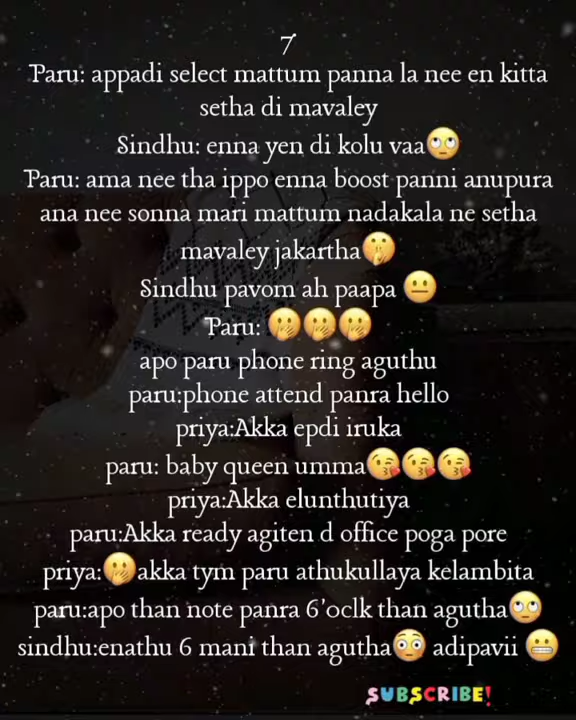 7
Paru: appadi select mattum panna la nee en kitta
setha di mavaley
Sindhu: enna yen di kolu vaa🙄
Paru: ama nee tha ippo enna boost panni anupura
ana nee sonna mari mattum nadakala ne setha
mavaley jakartha🤫
Sindhu pavom ah paapa 😐
Paru: 🤭🤭🤭
apo paru phone ring aguthu
paru:phone attend panra hello
priya:Akka epdi iruka
paru: baby queen umma😘😘😘
priya:Akka elunthutiya
paru:Akka ready agiten d office poga pore
priya:🤭akka tym paru athukullaya kelambita
paru:apo than note panra 6'oclk than agutha🙄
sindhu:enathu 6 mani than agutha😳 adipavii 😬
SUBSCRIBE!